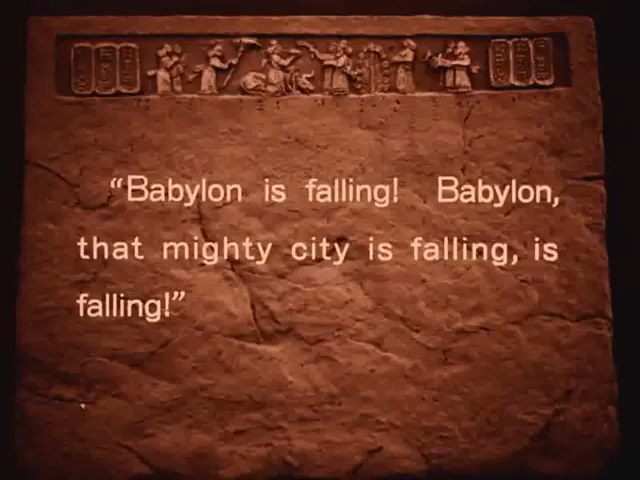 “Babylon is falling! Babylon,
that mighty city is falling, is
falling!”